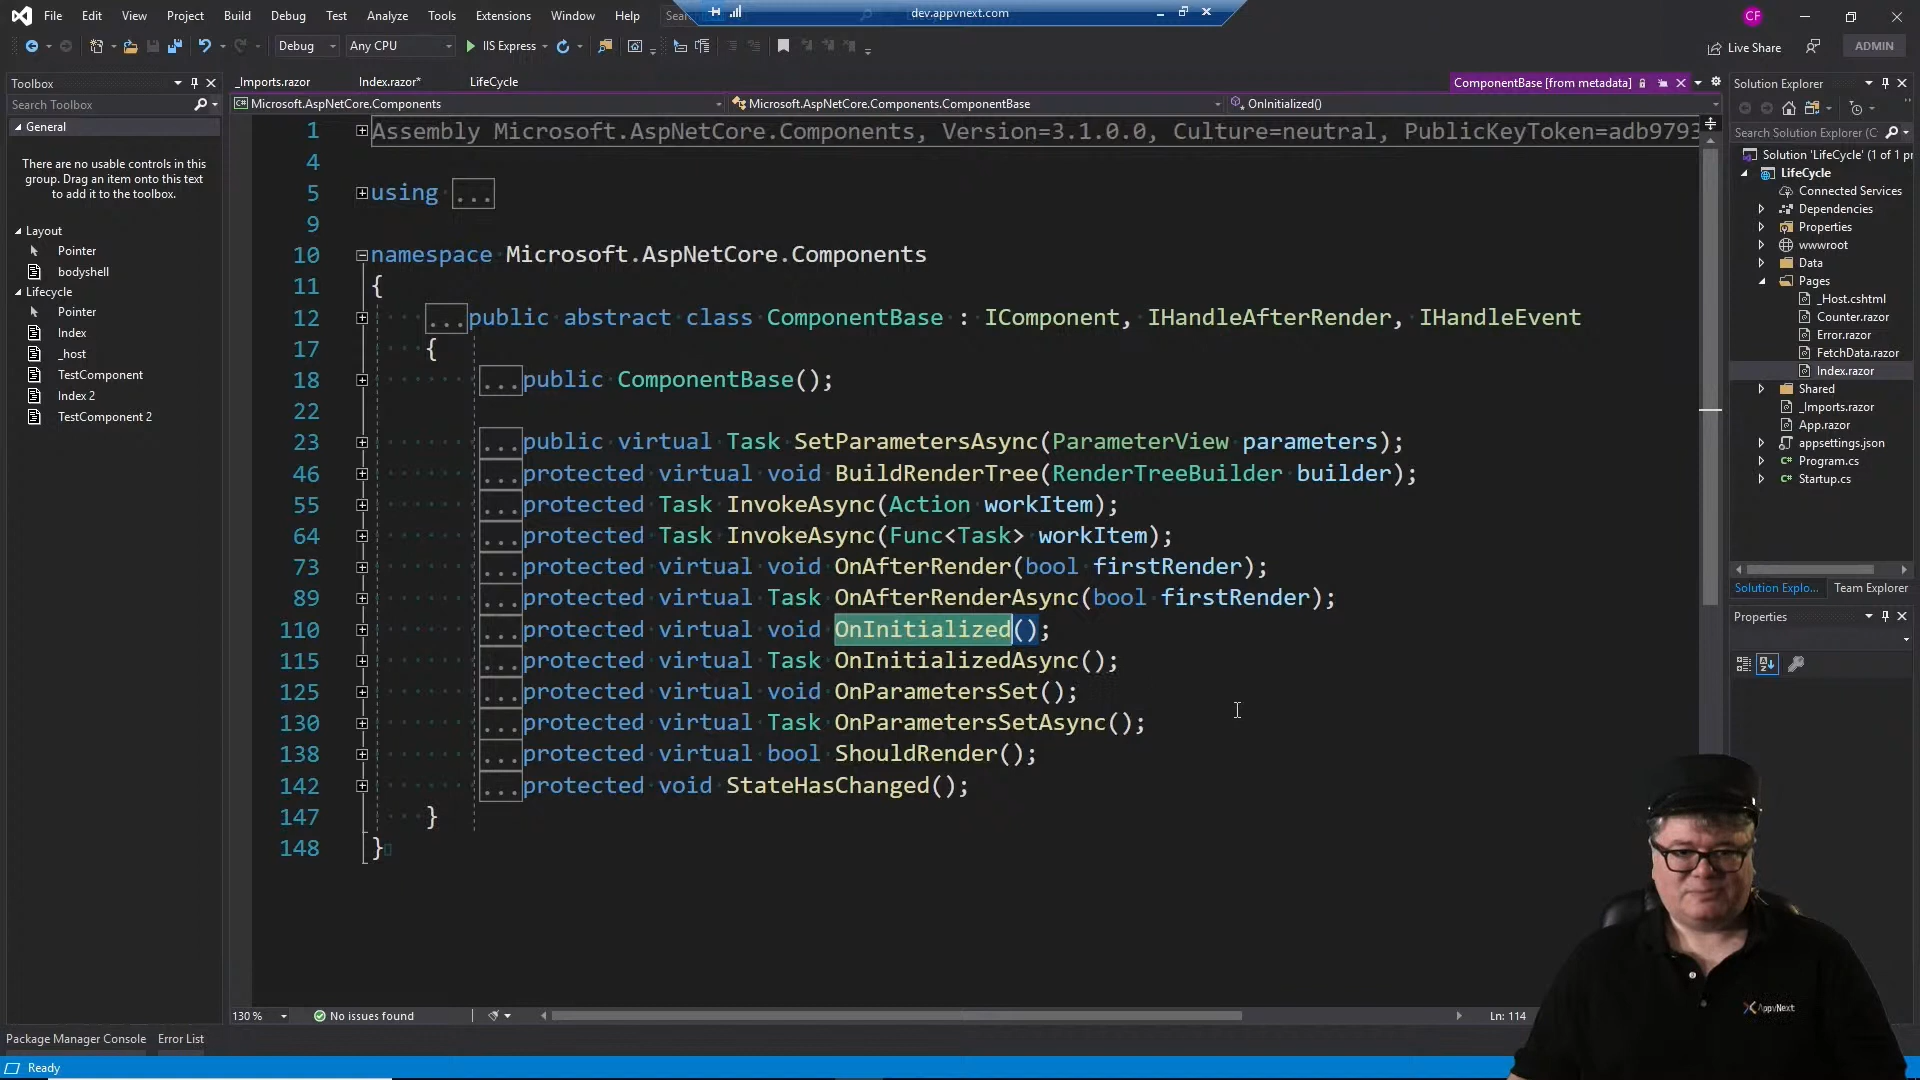 File Edit View Project Build Debug Test Analyze Tools Extensions Window Help
dev.appvnext.com
CF
Debug Any CPU IIS Express
Live Share ADMIN
Toolbox
Search Toolbox
General
There are no usable controls in this
group. Drag an item onto this text
to add it to the toolbox.
Layout
Pointer
bodyshell
Lifecycle
Pointer
Index
_host
TestComponent
Index 2
TestComponent 2
_Imports.razor Index.razor* LifeCycle ComponentBase [from metadata]
Microsoft.AspNetCore.Components Microsoft.AspNetCore.Components.ComponentBase OnInitialized()
1 Assembly Microsoft.AspNetCore.Components, Version=3.1.0.0, Culture=neutral, PublicKeyToken=adb9793
4
5 using ...
9
10 namespace Microsoft.AspNetCore.Components
11 {
12 ...public abstract class ComponentBase : IComponent, IHandleAfterRender, IHandleEvent
17 {
18 ...public ComponentBase();
22
23 ...public virtual Task SetParametersAsync(ParameterView parameters);
46 ...protected virtual void BuildRenderTree(RenderTreeBuilder builder);
55 ...protected Task InvokeAsync(Action workItem);
64 ...protected Task InvokeAsync(Func<Task> workItem);
73 ...protected virtual void OnAfterRender(bool firstRender);
89 ...protected virtual Task OnAfterRenderAsync(bool firstRender);
110 ...protected virtual void OnInitialized();
115 ...protected virtual Task OnInitializedAsync();
125 ...protected virtual void OnParametersSet();
130 ...protected virtual Task OnParametersSetAsync();
138 ...protected virtual bool ShouldRender();
142 ...protected void StateHasChanged();
147 }
148 }
130 % No issues found Ln: 114
Solution Explorer
Search Solution Explorer (C
Solution 'LifeCycle' (1 of 1 pr
LifeCycle
Connected Services
Dependencies
Properties
wwwroot
Data
Pages
_Host.cshtml
Counter.razor
Error.razor
FetchData.razor
Index.razor
Shared
_Imports.razor
App.razor
appsettings.json
Program.cs
Startup.cs
Solution Explo... Team Explorer
Properties
AppvNext
Package Manager Console Error List
Ready